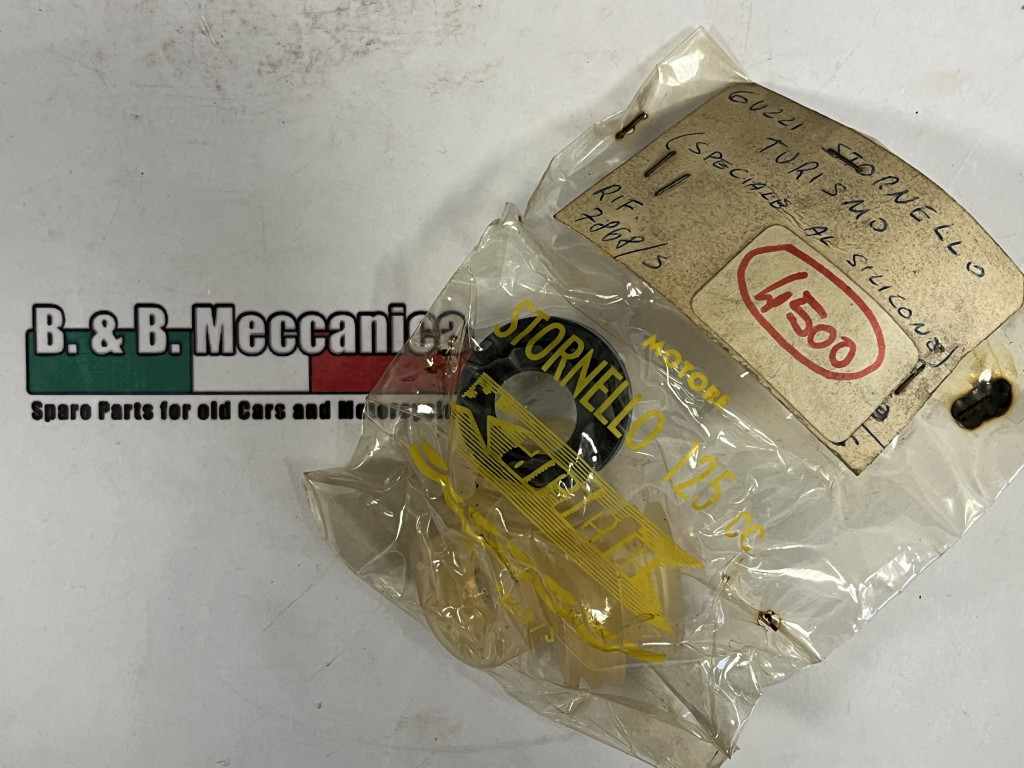 B. & B. Meccanica
Spare Parts for old Cars and
GUZZI STORNELLO
TURISMO
(SPECIALE AL SILICONE)
RIF.
7868/S
4500
MOTORE
STORNELLO 125 cc